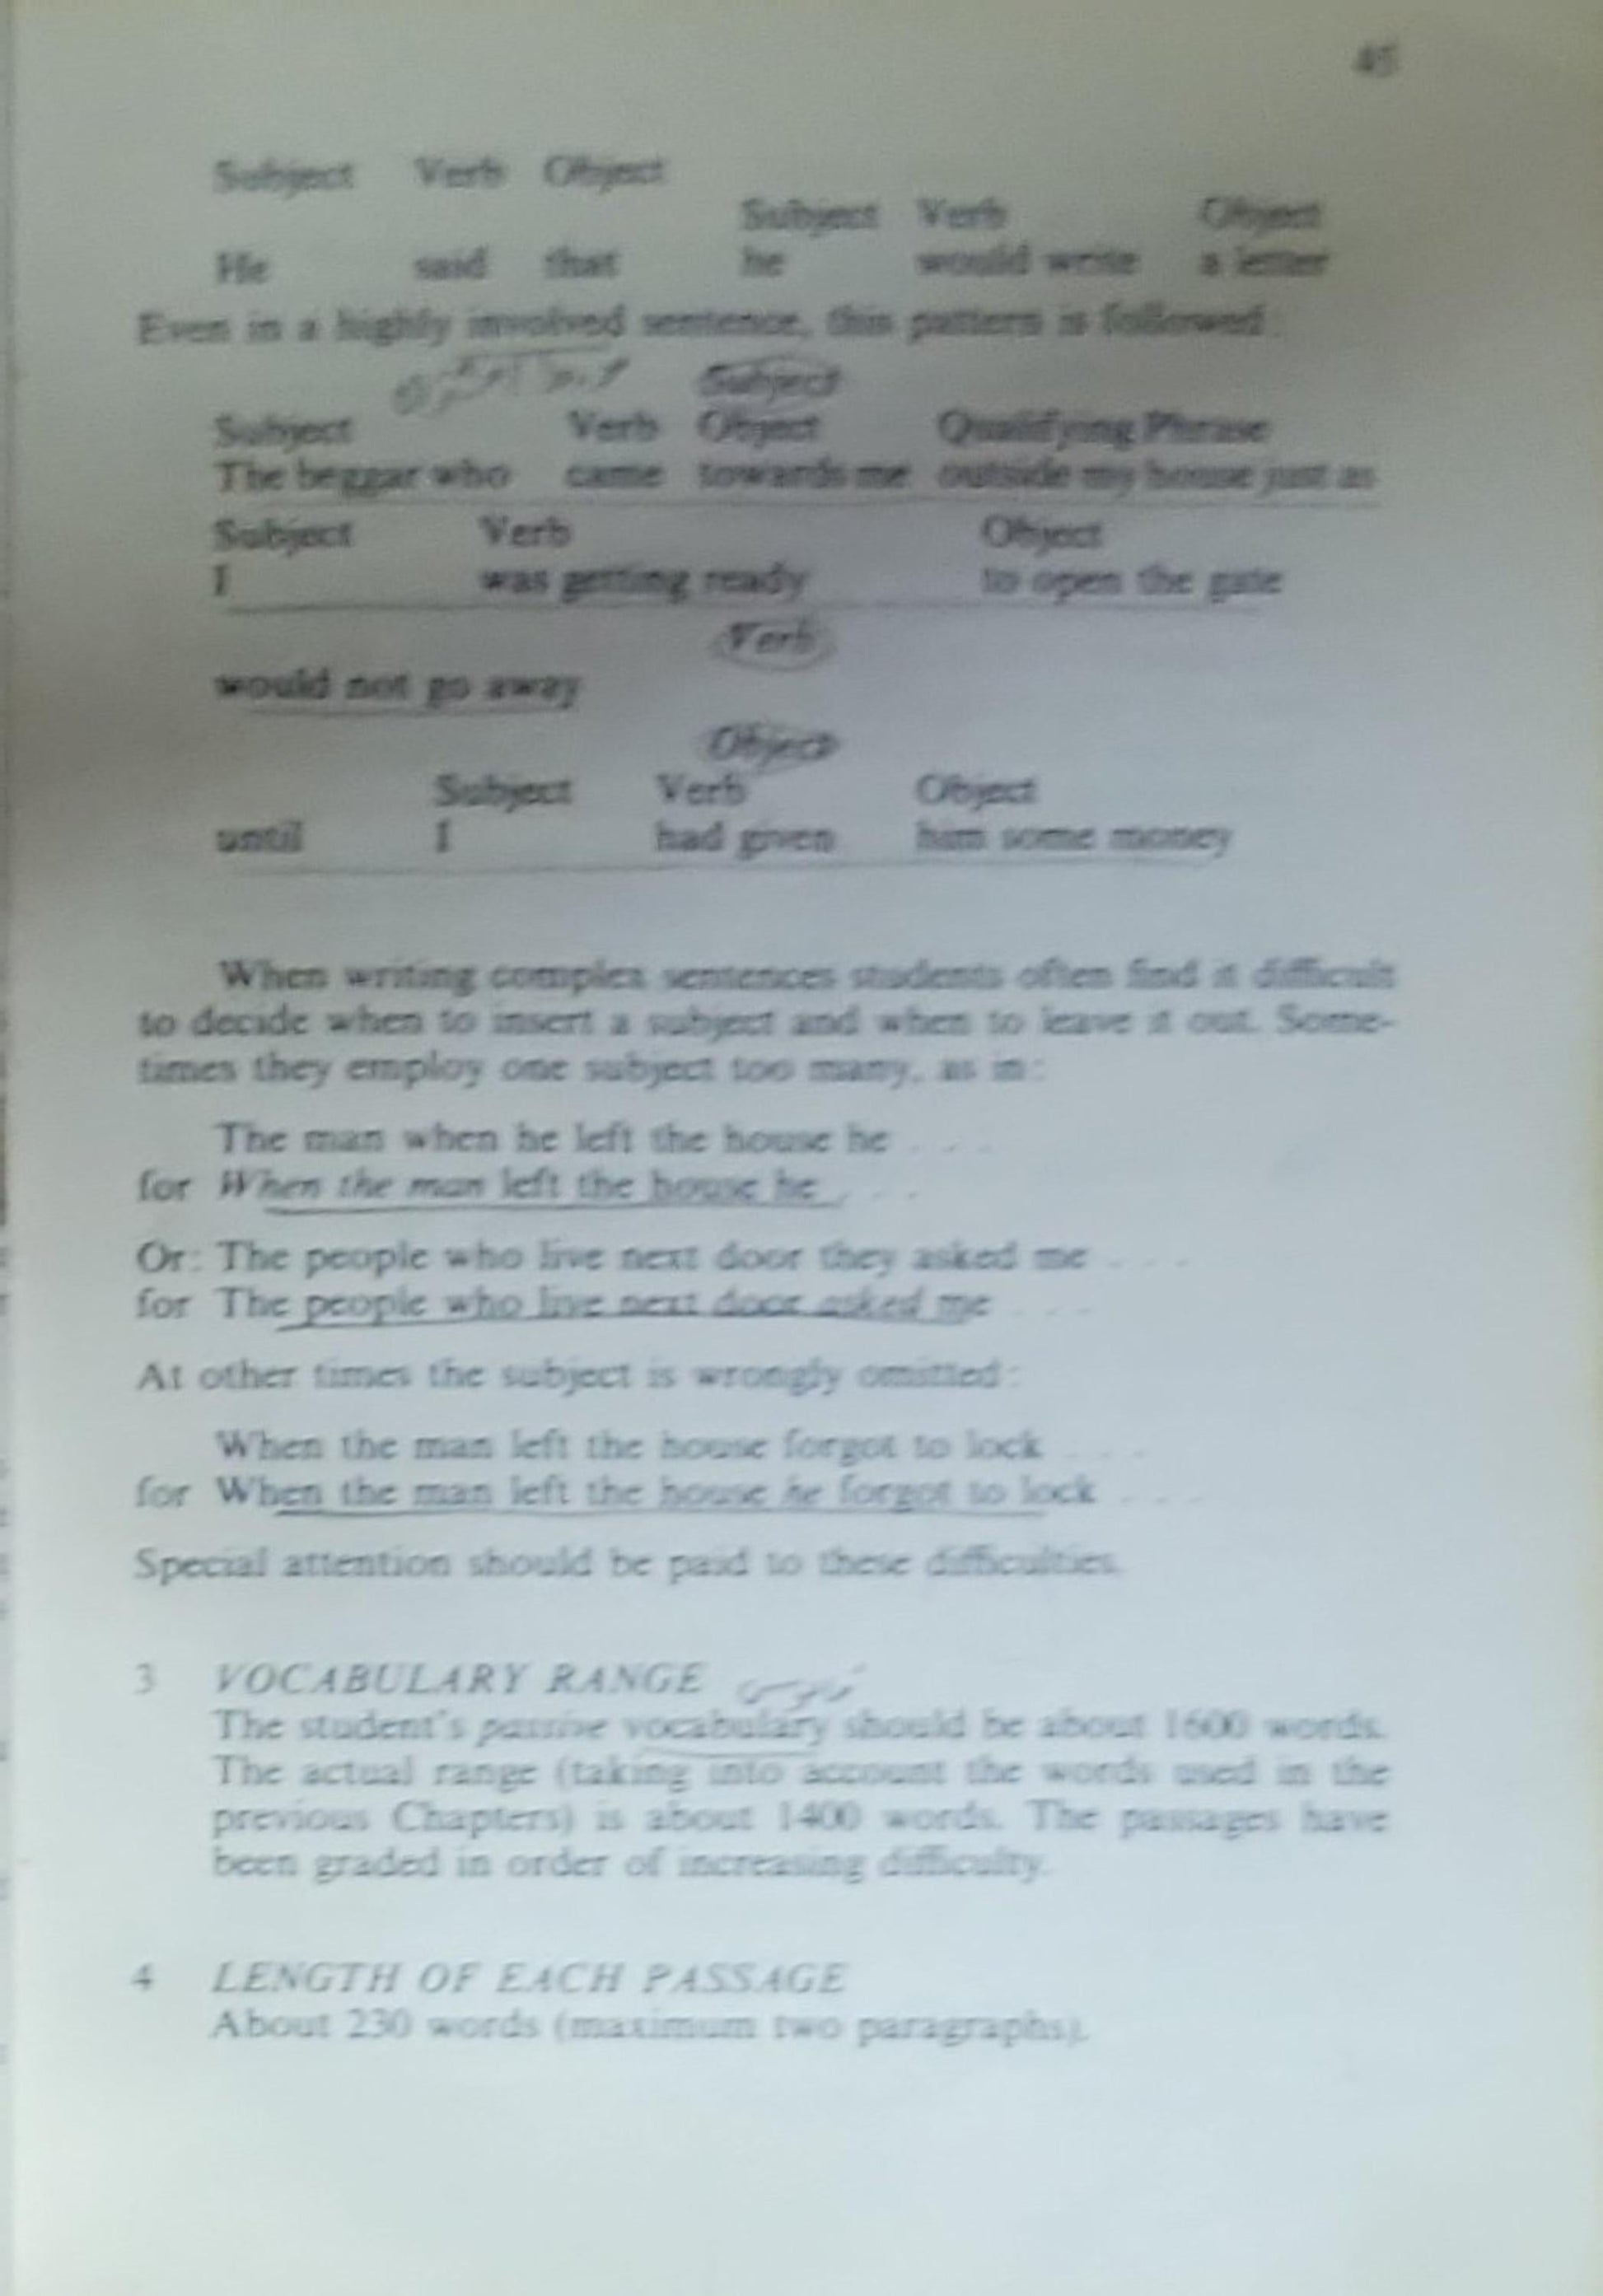 45
Subject Verb Object
Subject Verb Object
He said that he would write a letter
Even in a highly involved sentence, this pattern is followed:
Subject
Subject Verb Object Qualifying Phrase
The beggar who came towards me outside my house just as
Subject Verb Object
I was getting ready to open the gate
Verb
would not go away
Object
Subject Verb Object
until I had given him some money
When writing complex sentences students often find it difficult
to decide when to insert a subject and when to leave it out. Some-
times they employ one subject too many, as in:
The man when he left the house he . . .
for When the man left the house he . . .
Or: The people who live next door they asked me . . .
for The people who live next door asked me . . .
At other times the subject is wrongly omitted:
When the man left the house forgot to lock . . .
for When the man left the house he forgot to lock . . .
Special attention should be paid to these difficulties.
3 VOCABULARY RANGE
The student's passive vocabulary should be about 1600 words.
The actual range (taking into account the words used in the
previous Chapters) is about 1400 words. The passages have
been graded in order of increasing difficulty.
4 LENGTH OF EACH PASSAGE
About 230 words (maximum two paragraphs).